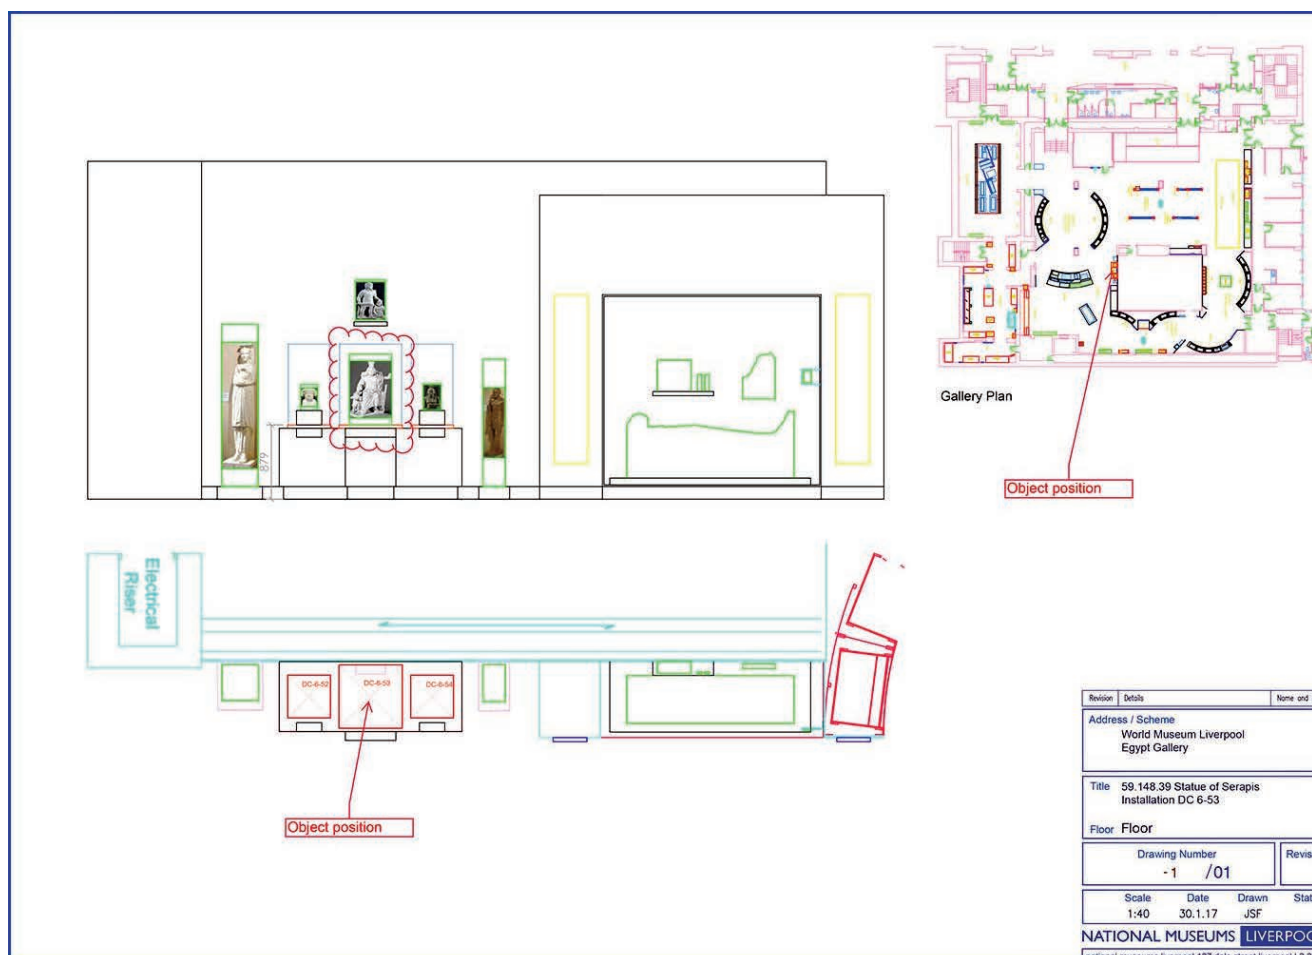 Gallery Plan
Object position
879
Electrical
Riser
DC-6-52
DC-6-53
DC-6-54
Object position
Revision Details Name and
Address / Scheme
World Museum Liverpool
Egypt Gallery
Title 59.148.39 Statue of Serapis
Installation DC 6-53
Floor Floor
Drawing Number Revis
-1 /01
Scale Date Drawn Stat
1:40 30.1.17 JSF
NATIONAL MUSEUMS LIVERPOO